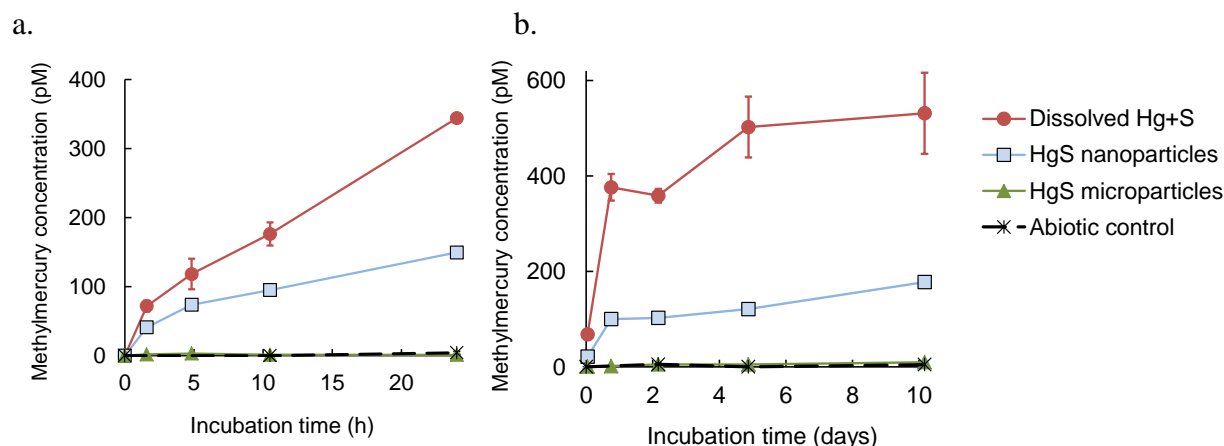 a.
Methylmercury concentration (pM)
400
300
200
100
0
0
5
10
15
20
Incubation time (h)
b.
Methylmercury concentration (pM)
600
400
200
0
0
2
4
6
8
10
Incubation time (days)
Dissolved Hg+S
HgS nanoparticles
HgS microparticles
Abiotic control